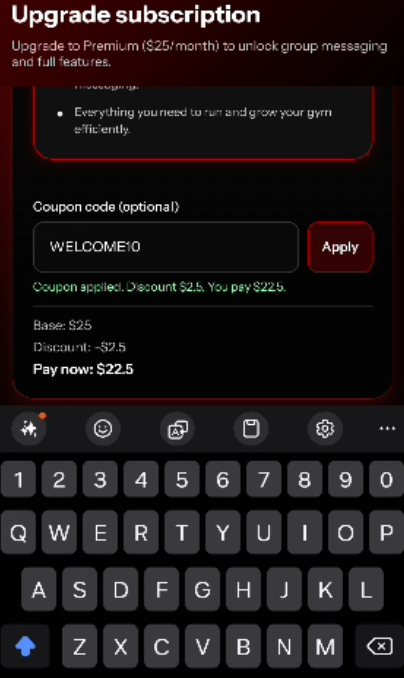 Upgrade subscription
Upgrade to Premium ($25/month) to unlock group messaging
and full features.
messaging.
Everything you need to run and grow your gym
efficiently.
Coupon code (optional)
WELCOME10
Apply
Coupon applied. Discount $2.5. You pay $22.5.
Base: $25
Discount: -$2.5
Pay now: $22.5
1 2 3 4 5 6 7 8 9 0
Q W E R T Y U I O P
A S D F G H J K L
Z X C V B N M